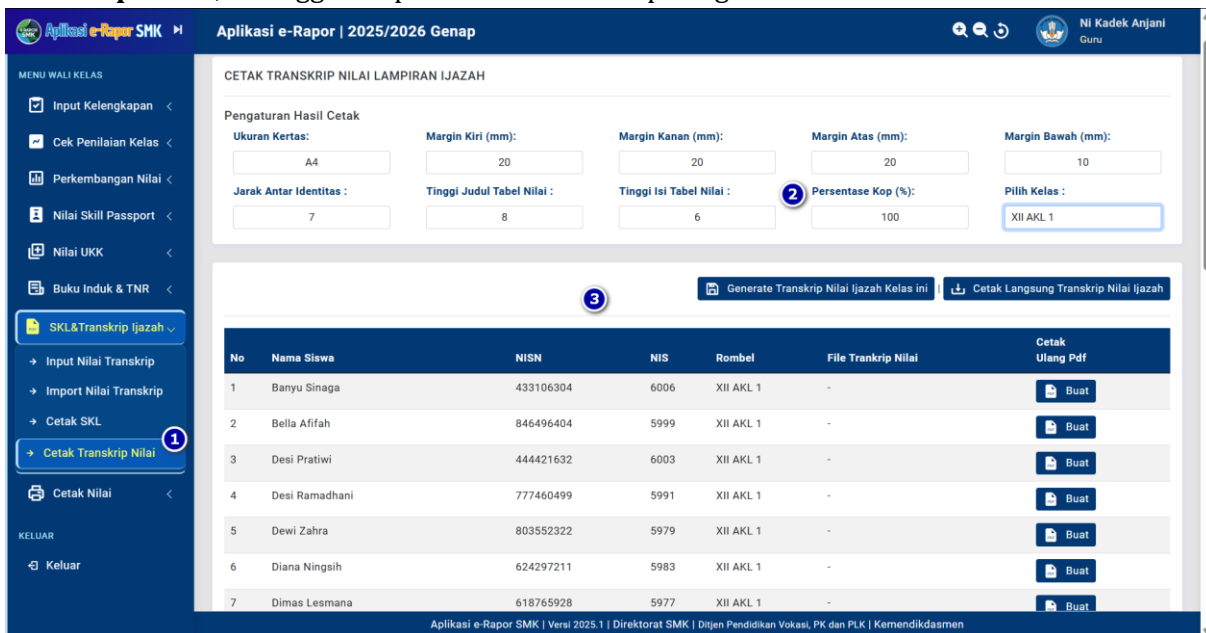 Aplikasi e-Rapor SMK
Aplikasi e-Rapor | 2025/2026 Genap
Ni Kadek Anjani
Guru
MENU WALI KELAS
Input Kelengkapan
Cek Penilaian Kelas
Perkembangan Nilai
Nilai Skill Passport
Nilai UKK
Buku Induk & TNR
SKL&Transkrip Ijazah
Input Nilai Transkrip
Import Nilai Transkrip
Cetak SKL
Cetak Transkrip Nilai
1
Cetak Nilai
KELUAR
Keluar
CETAK TRANSKRIP NILAI LAMPIRAN IJAZAH
Pengaturan Hasil Cetak
Ukuran Kertas: Margin Kiri (mm): Margin Kanan (mm): Margin Atas (mm): Margin Bawah (mm):
A4 20 20 20 10
Jarak Antar Identitas : Tinggi Judul Tabel Nilai : Tinggi Isi Tabel Nilai : 2 Persentase Kop (%): Pilih Kelas :
7 8 6 100 XII AKL 1
3
Generate Transkrip Nilai Ijazah Kelas ini | Cetak Langsung Transkrip Nilai Ijazah
No Nama Siswa NISN NIS Rombel File Trankrip Nilai Cetak Ulang Pdf
1 Banyu Sinaga 433106304 6006 XII AKL 1 - Buat
2 Bella Afifah 846496404 5999 XII AKL 1 - Buat
3 Desi Pratiwi 444421632 6003 XII AKL 1 - Buat
4 Desi Ramadhani 777460499 5991 XII AKL 1 - Buat
5 Dewi Zahra 803552322 5979 XII AKL 1 - Buat
6 Diana Ningsih 624297211 5983 XII AKL 1 - Buat
7 Dimas Lesmana 618765928 5977 XII AKL 1 - Buat
Aplikasi e-Rapor SMK | Versi 2025.1 | Direktorat SMK | Ditjen Pendidikan Vokasi, PK dan PLK | Kemendikdasmen